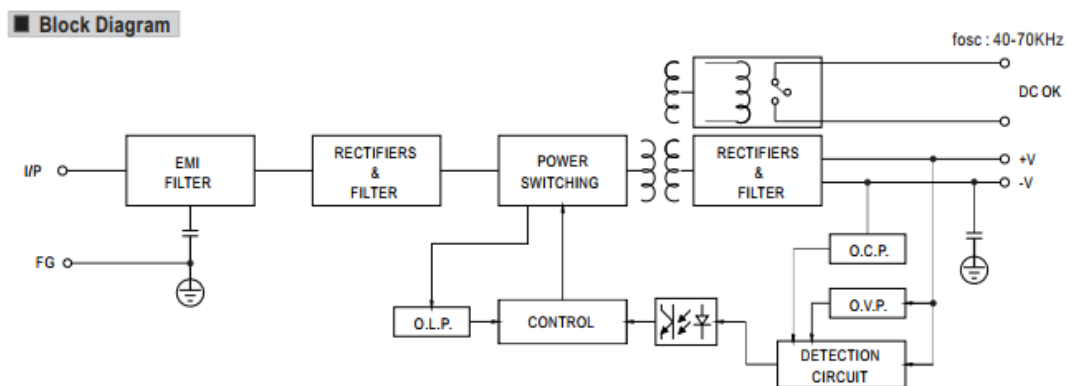 Block Diagram
fosc : 40-70KHz
DC OK
I/P
EMI
FILTER
RECTIFIERS
&
FILTER
POWER
SWITCHING
RECTIFIERS
&
FILTER
+V
-V
FG
O.C.P.
O.V.P.
O.L.P.
CONTROL
DETECTION
CIRCUIT